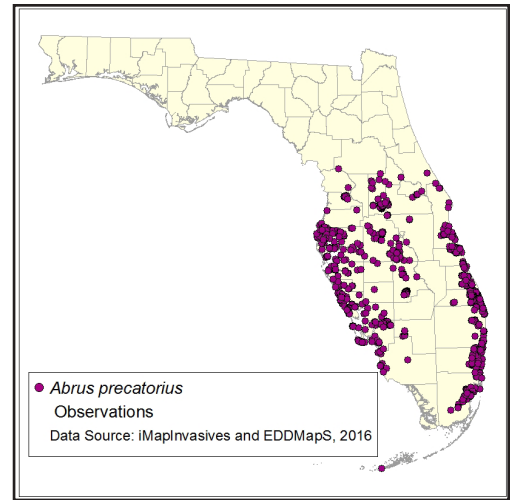 Abrus precatorius
Observations
Data Source: iMapInvasives and EDDMapS, 2016